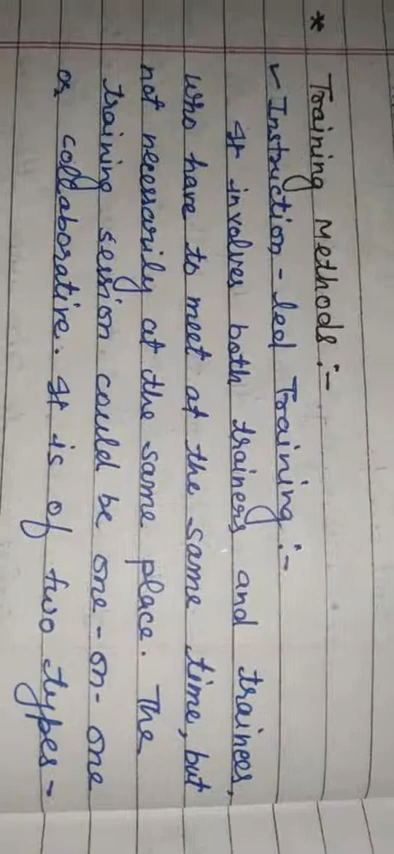 * Training Methods :-
✓ Instruction-led Training :-
It involves both trainers and trainees,
who have to meet at the same time, but
not necessarily at the same place. The
training session could be one-on-one
or collaborative. It is of two types-